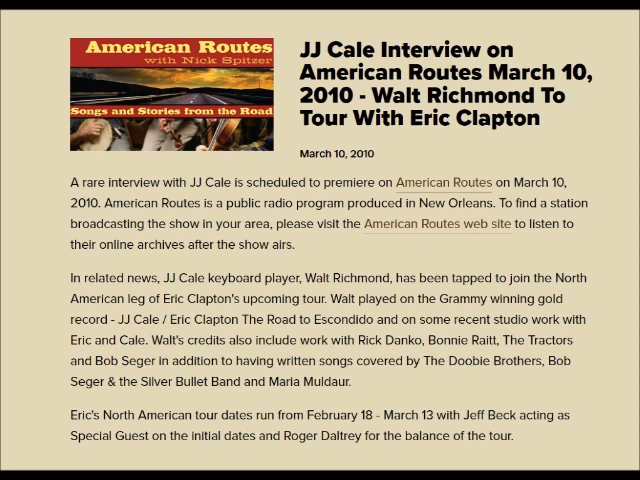 American Routes
with Nick Spitzer
Songs and Stories from the Road
JJ Cale Interview on
American Routes March 10,
2010 - Walt Richmond To
Tour With Eric Clapton
March 10, 2010
A rare interview with JJ Cale is scheduled to premiere on American Routes on March 10,
2010. American Routes is a public radio program produced in New Orleans. To find a station
broadcasting the show in your area, please visit the American Routes web site to listen to
their online archives after the show airs.
In related news, JJ Cale keyboard player, Walt Richmond, has been tapped to join the North
American leg of Eric Clapton's upcoming tour. Walt played on the Grammy winning gold
record - JJ Cale / Eric Clapton The Road to Escondido and on some recent studio work with
Eric and Cale. Walt's credits also include work with Rick Danko, Bonnie Raitt, The Tractors
and Bob Seger in addition to having written songs covered by The Doobie Brothers, Bob
Seger & the Silver Bullet Band and Maria Muldaur.
Eric's North American tour dates run from February 18 - March 13 with Jeff Beck acting as
Special Guest on the initial dates and Roger Daltrey for the balance of the tour.